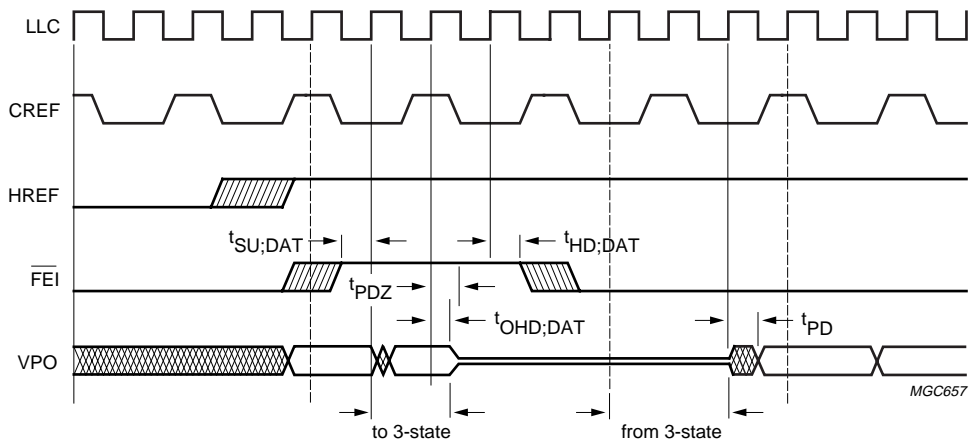 LLC
CREF
HREF
tSU;DAT
tHD;DAT
FEI
tPDZ
tOHD;DAT
tPD
VPO
MGC657
to 3-state
from 3-state